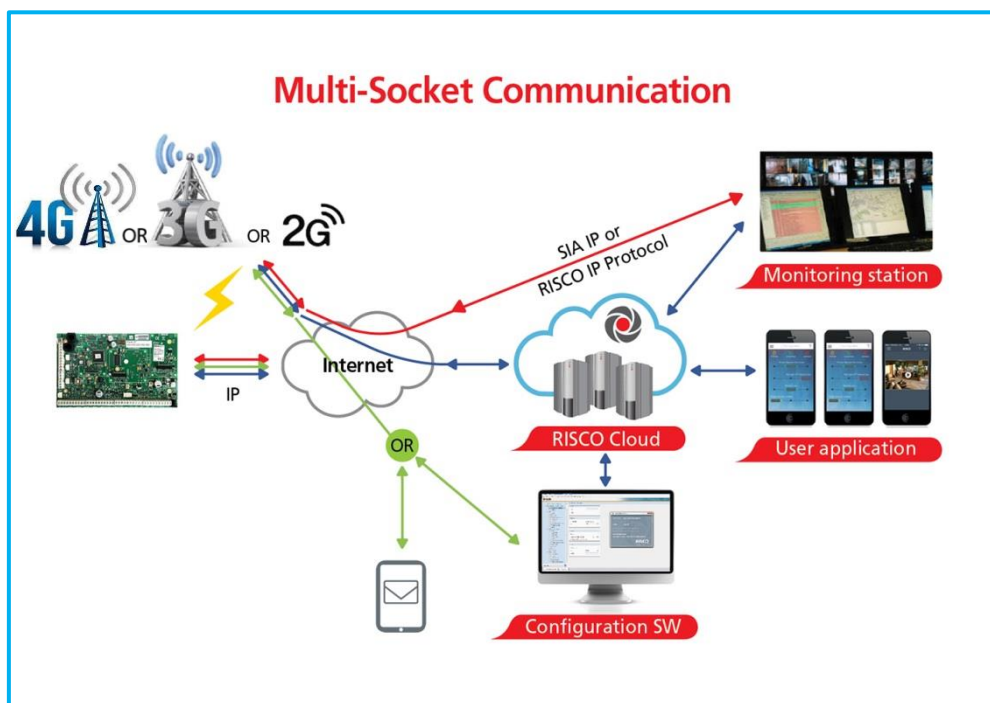 Multi-Socket Communication
4G OR 3G OR 2G
SIA IP or
RISCO IP Protocol
Monitoring station
Internet
IP
RISCO Cloud
User application
OR
Configuration SW